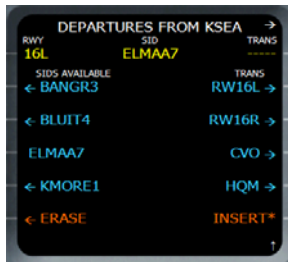 DEPARTURES FROM KSEA →
RWY SID TRANS
16L ELMAA7 -----
SIDS AVAILABLE TRANS
← BANGR3 RW16L →
← BLUIT4 RW16R →
ELMAA7 CVO →
← KMORE1 HQM →
← ERASE INSERT*
↑